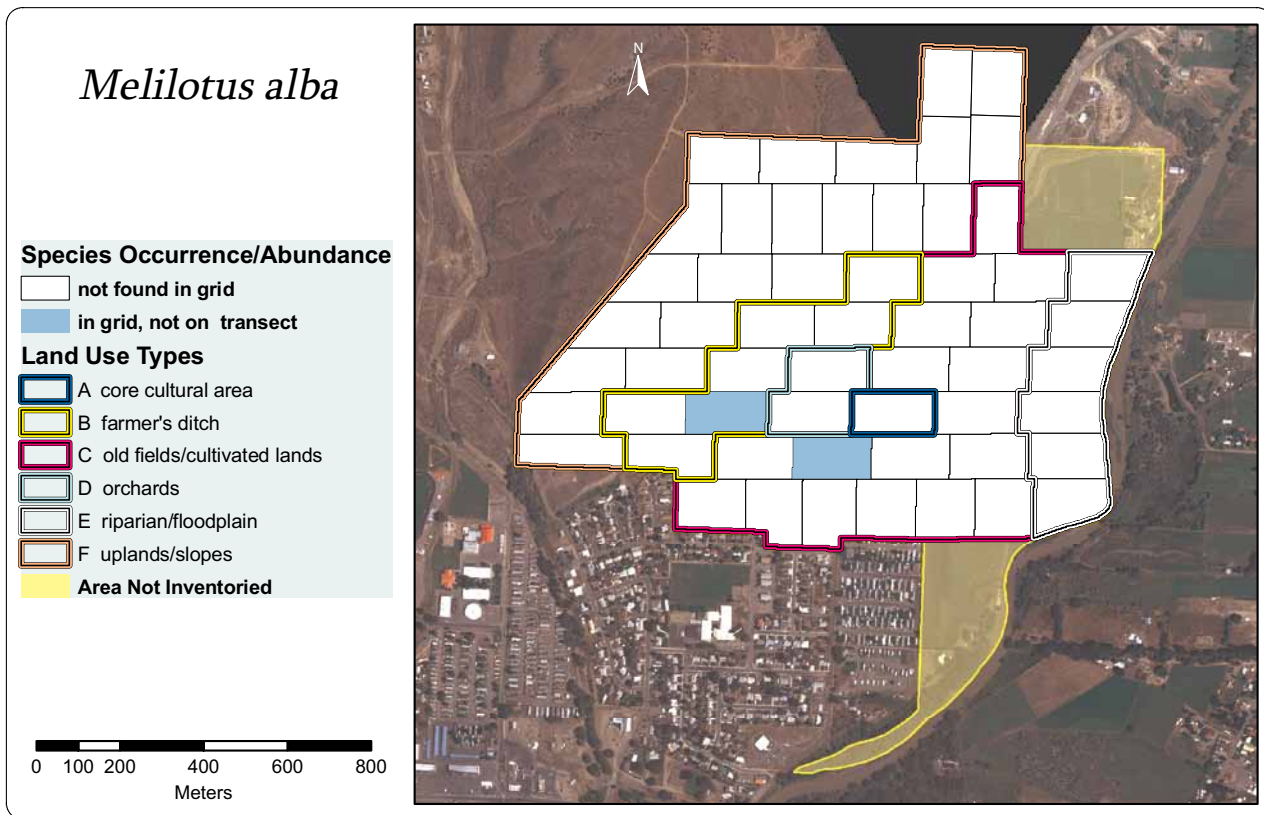 Melilotus alba
N
Species Occurrence/Abundance
not found in grid
in grid, not on transect
Land Use Types
A core cultural area
B farmer's ditch
C old fields/cultivated lands
D orchards
E riparian/floodplain
F uplands/slopes
Area Not Inventoried
0 100 200 400 600 800
Meters